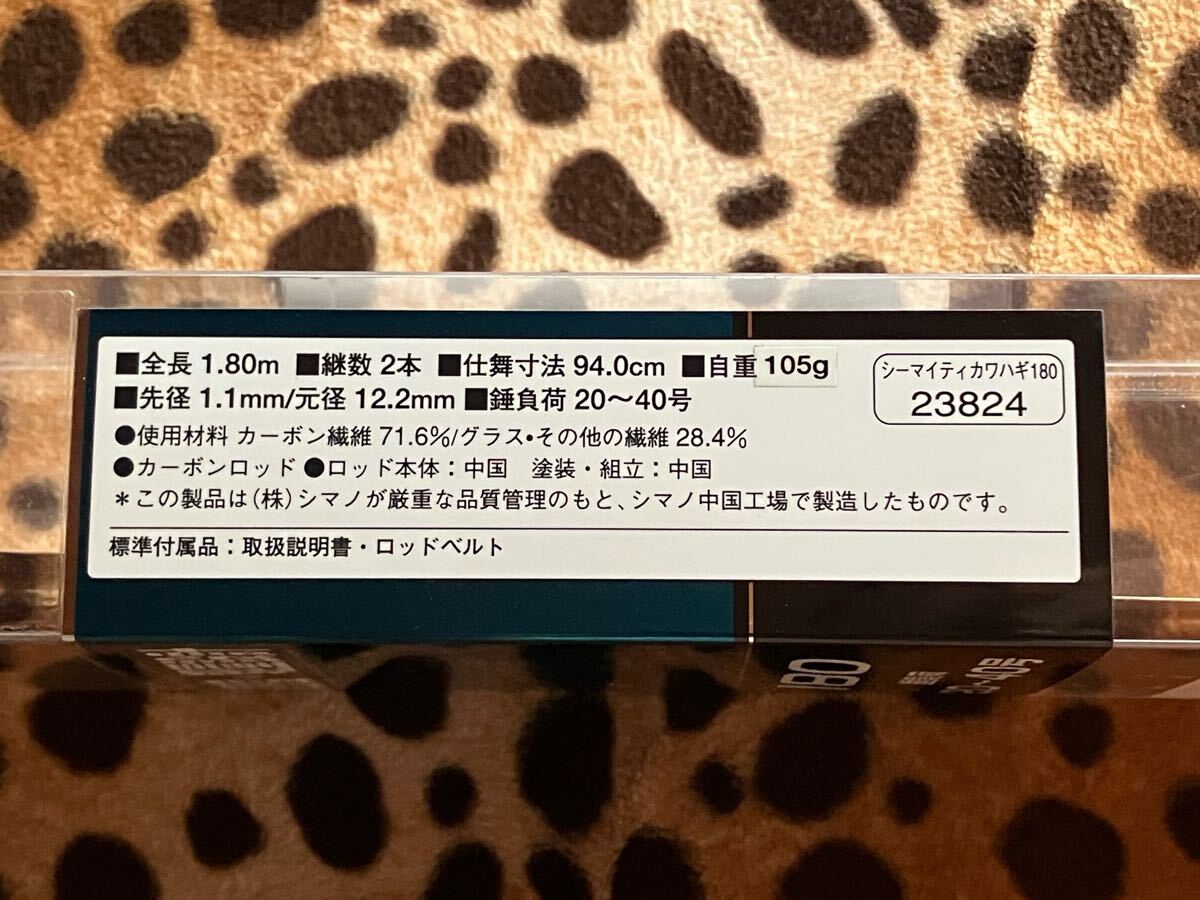 ■全長 1.80m ■継数 2本 ■仕舞寸法 94.0cm ■自重 105g
■先径 1.1mm/元径 12.2mm ■錘負荷 20〜40号
シーマイティカワハギ180
23824
●使用材料 カーボン繊維 71.6%/グラス・その他の繊維 28.4%
●カーボンロッド ●ロッド本体：中国 塗装・組立：中国
＊この製品は(株)シマノが厳重な品質管理のもと、シマノ中国工場で製造したものです。
標準付属品：取扱説明書・ロッドベルト
180